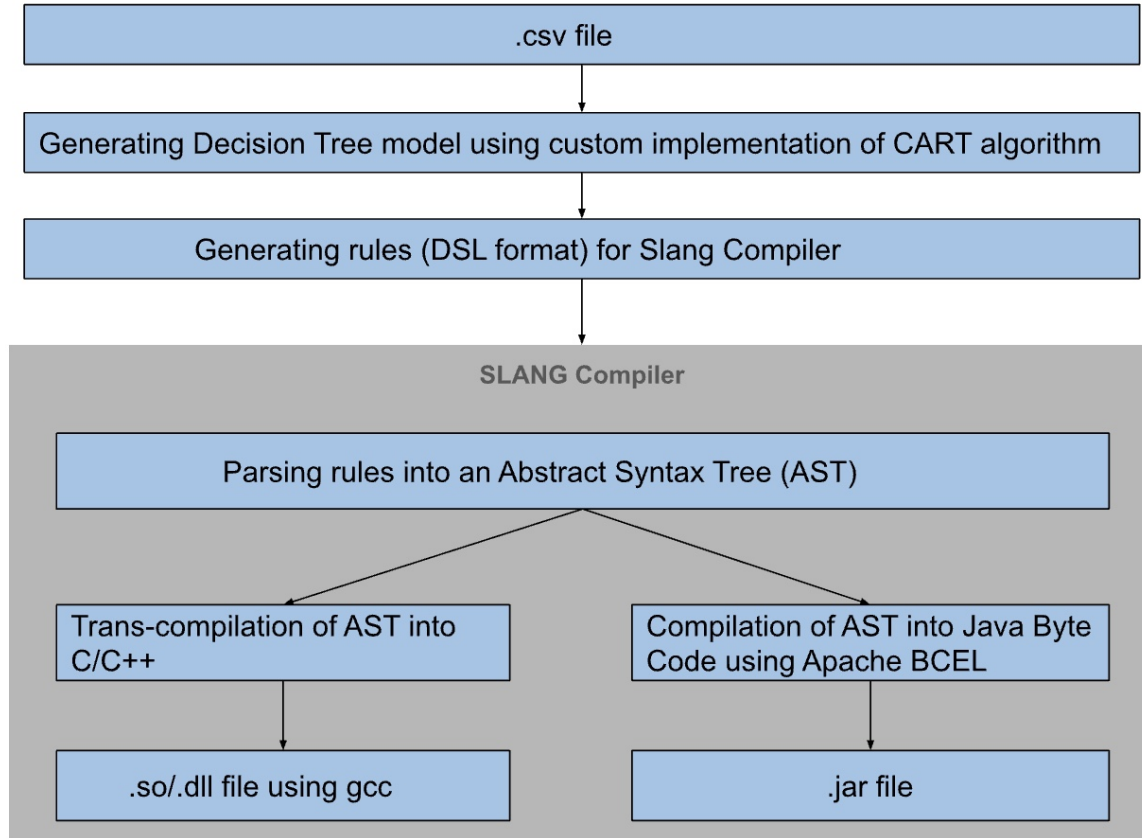 .csv file
Generating Decision Tree model using custom implementation of CART algorithm
Generating rules (DSL format) for Slang Compiler
SLANG Compiler
Parsing rules into an Abstract Syntax Tree (AST)
Trans-compilation of AST into
C/C++
Compilation of AST into Java Byte
Code using Apache BCEL
.so/.dll file using gcc
.jar file